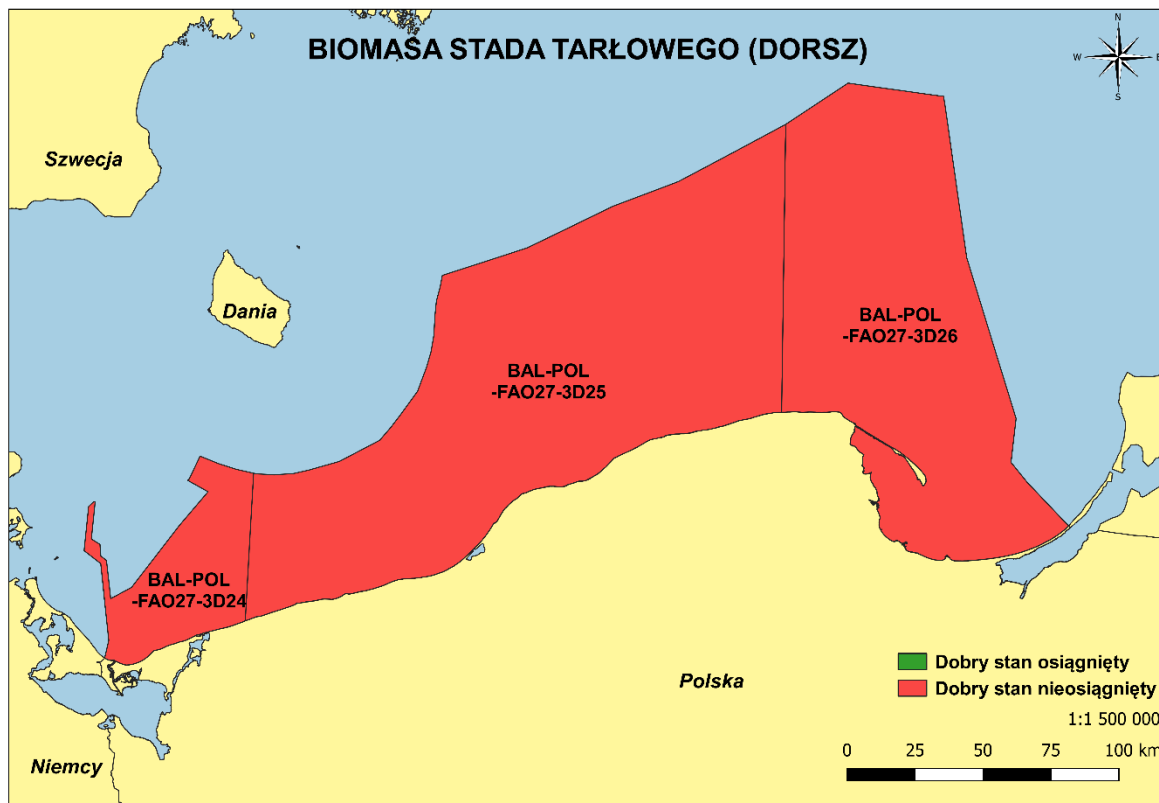 BIOMASA STADA TARŁOWEGO (DORSZ)
N
W E
S
Szwecja
Dania
BAL-POL
-FAO27-3D26
BAL-POL
-FAO27-3D25
BAL-POL
-FAO27-3D24
Polska
Niemcy
Dobry stan osiągnięty
Dobry stan nieosiągnięty
1:1 500 000
0 25 50 75 100 km